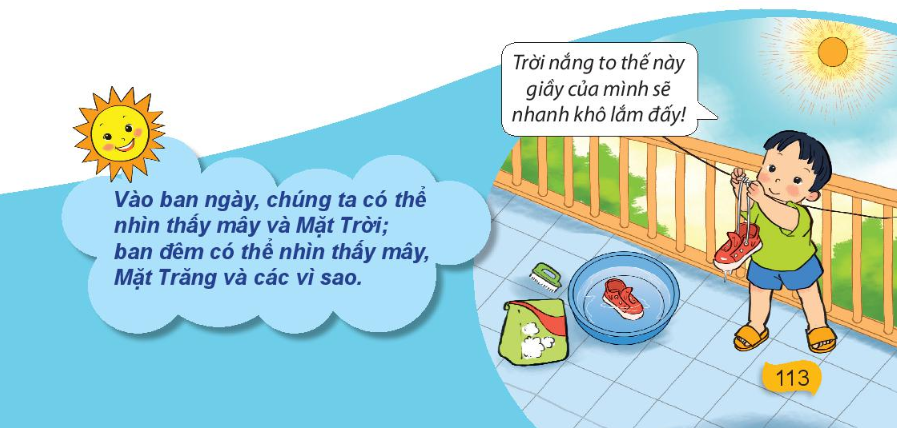 Trời nắng to thế này
giầy của mình sẽ
nhanh khô lắm đấy!
Vào ban ngày, chúng ta có thể
nhìn thấy mây và Mặt Trời;
ban đêm có thể nhìn thấy mây,
Mặt Trăng và các vì sao.
113